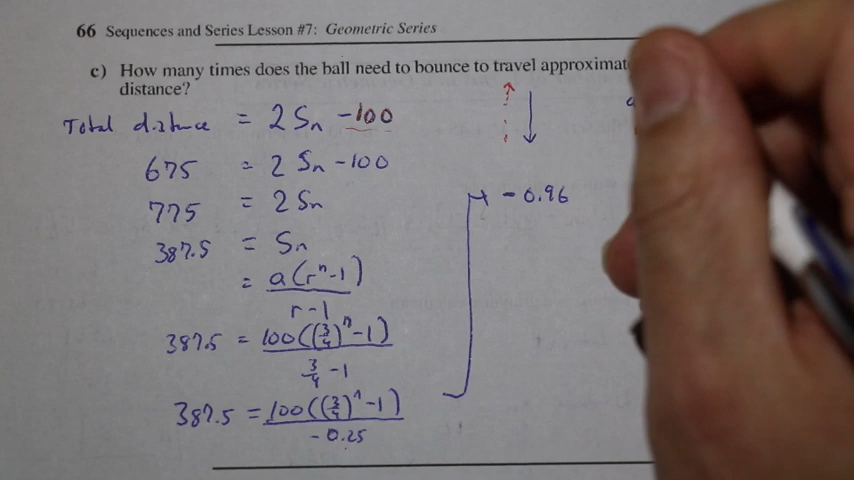 66 Sequences and Series Lesson #7: Geometric Series
c) How many times does the ball need to bounce to travel
distance?
Total distance = 2 Sn - 100
675 = 2 Sn - 100
775 = 2 Sn
387.5 = Sn
= a(r^n - 1) / r - 1
387.5 = 100((3/4)^n - 1) / 3/4 - 1
387.5 = 100((3/4)^n - 1) / -0.25
- 0.96